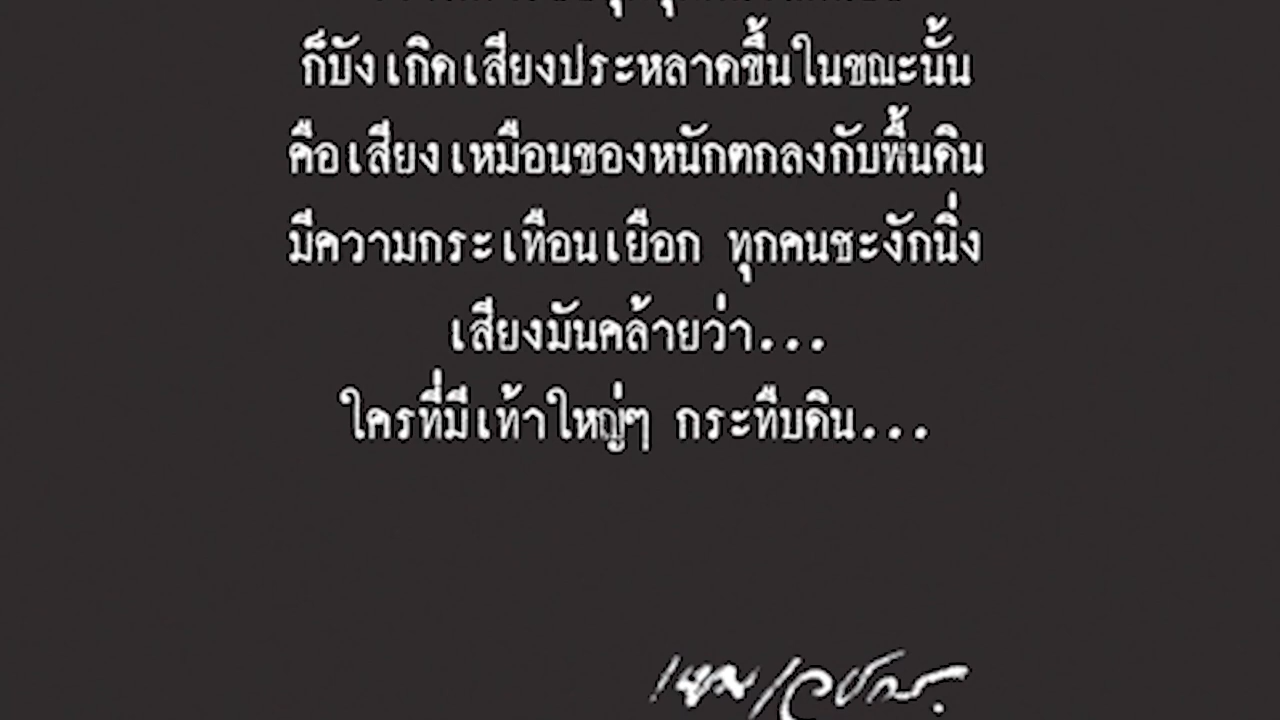 ก็บังเกิดเสียงประหลาดขึ้นในขณะนั้น
คือเสียงเหมือนของหนักตกลงกับพื้นดิน
มีความกระเทือนเยือก ทุกคนชะงักนิ่ง
เสียงมันคล้ายว่า...
ใครที่มีเท้าใหญ่ๆ กระทืบดิน...